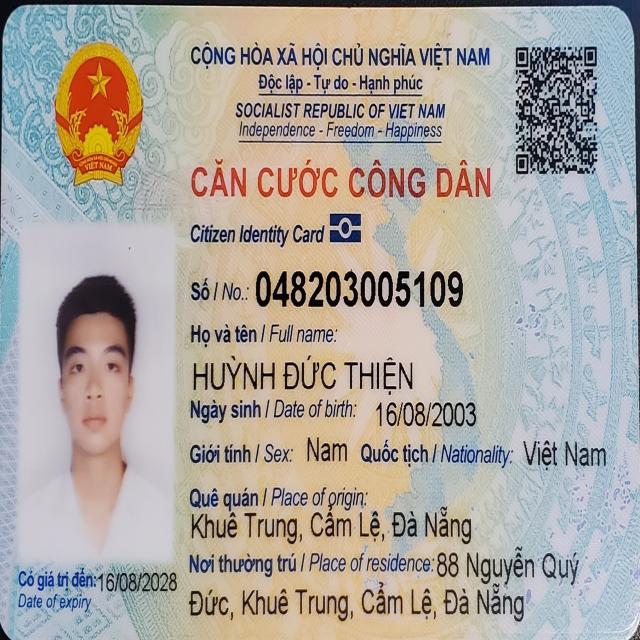 CỘNG HÒA XÃ HỘI CHỦ NGHĨA VIỆT NAM
Độc lập - Tự do - Hạnh phúc
SOCIALIST REPUBLIC OF VIET NAM
Independence - Freedom - Happiness
CĂN CƯỚC CÔNG DÂN
Citizen Identity Card
Số / No.: 048203005109
Họ và tên / Full name:
HUỲNH ĐỨC THIỆN
Ngày sinh / Date of birth: 16/08/2003
Giới tính / Sex: Nam Quốc tịch / Nationality: Việt Nam
Quê quán / Place of origin:
Khuê Trung, Cẩm Lệ, Đà Nẵng
Nơi thường trú / Place of residence: 88 Nguyễn Quý
Đức, Khuê Trung, Cẩm Lệ, Đà Nẵng
Có giá trị đến: 16/08/2028
Date of expiry
VIỆT NAM